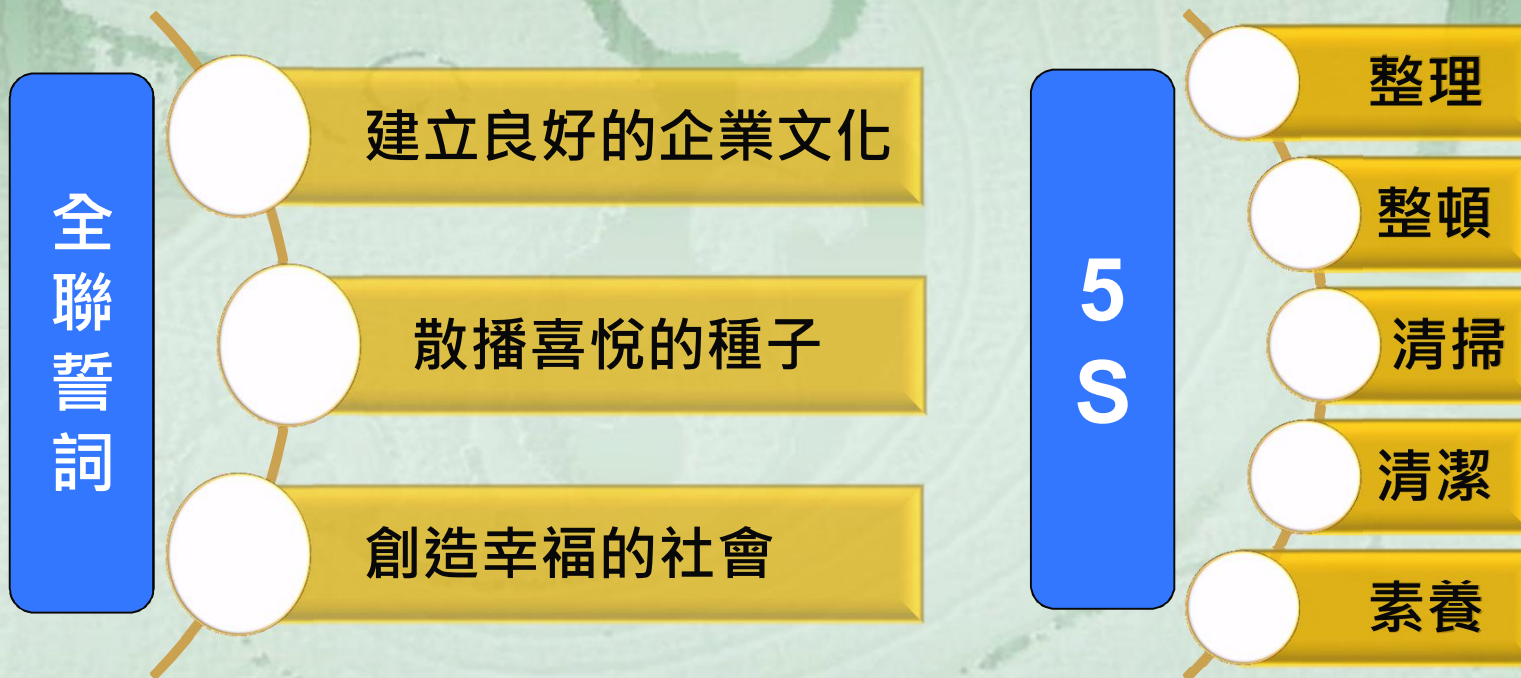 全聯誓詞
建立良好的企業文化
散播喜悅的種子
創造幸福的社會
5S
整理
整頓
清掃
清潔
素養